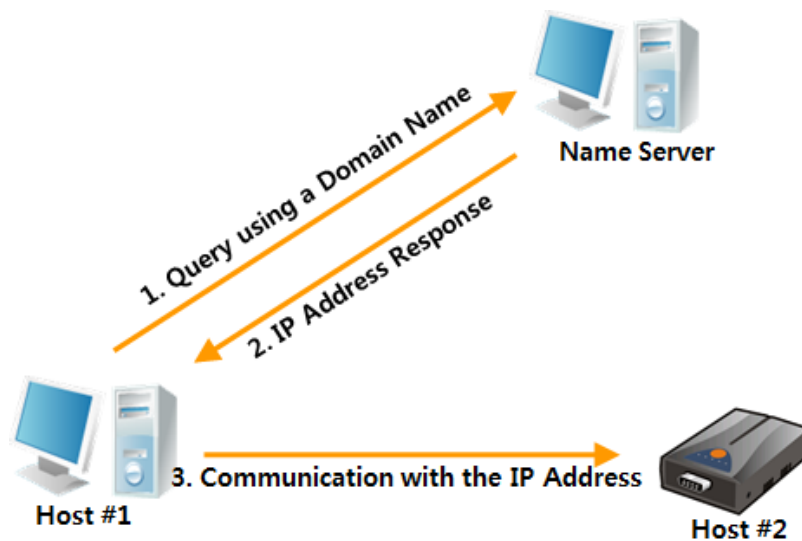 Name Server
1. Query using a Domain Name
2. IP Address Response
3. Communication with the IP Address
Host #1
Host #2